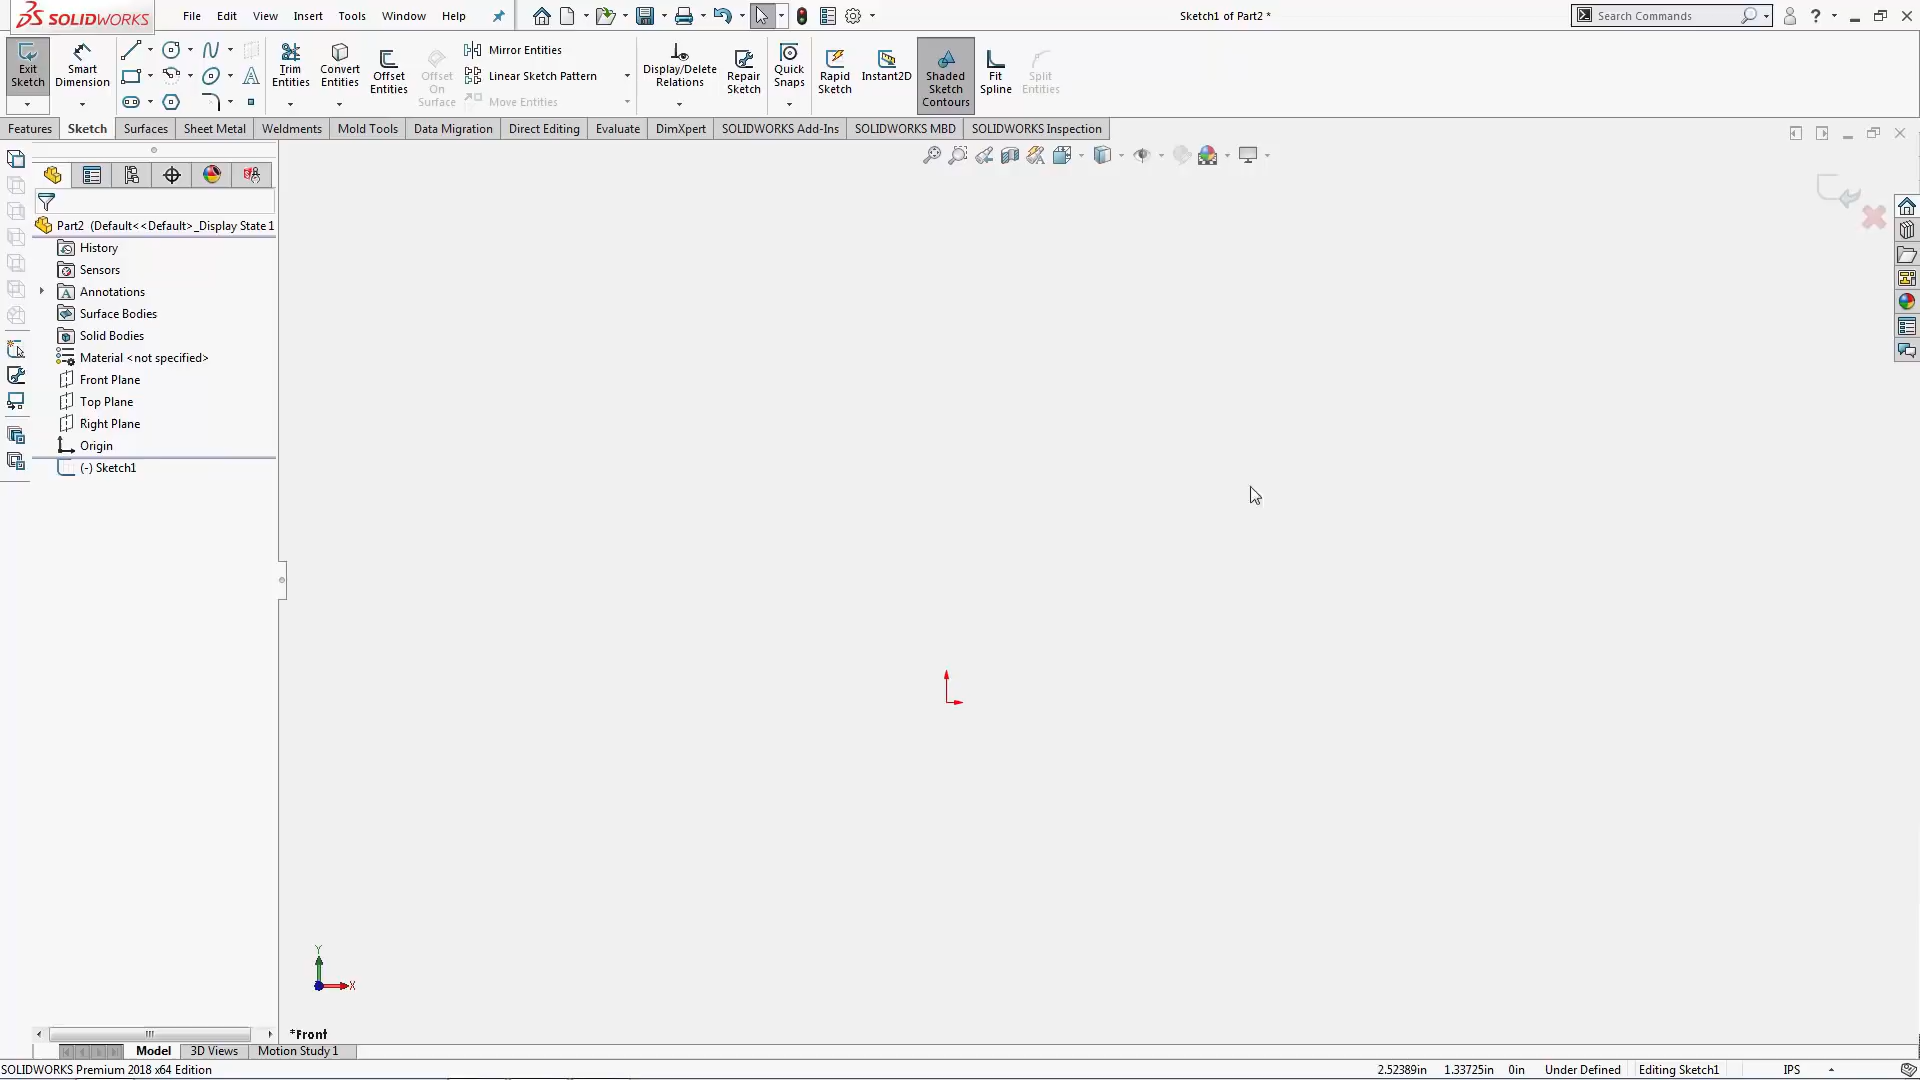 SOLIDWORKS File Edit View Insert Tools Window Help Sketch1 of Part2 * Search Commands ?
Exit Sketch
Smart Dimension
Trim Entities
Convert Entities
Offset Entities
Offset On Surface
Mirror Entities
Linear Sketch Pattern
Move Entities
Display/Delete Relations
Repair Sketch
Quick Snaps
Rapid Sketch
Instant2D
Shaded Sketch Contours
Fit Spline
Split Entities
Features Sketch Surfaces Sheet Metal Weldments Mold Tools Data Migration Direct Editing Evaluate DimXpert SOLIDWORKS Add-Ins SOLIDWORKS MBD SOLIDWORKS Inspection
Part2 (Default<<Default>_Display State 1
History
Sensors
Annotations
Surface Bodies
Solid Bodies
Material <not specified>
Front Plane
Top Plane
Right Plane
Origin
(-) Sketch1
Y
X
*Front
Model 3D Views Motion Study 1
SOLIDWORKS Premium 2018 x64 Edition 2.52389in 1.33725in 0in Under Defined Editing Sketch1 IPS